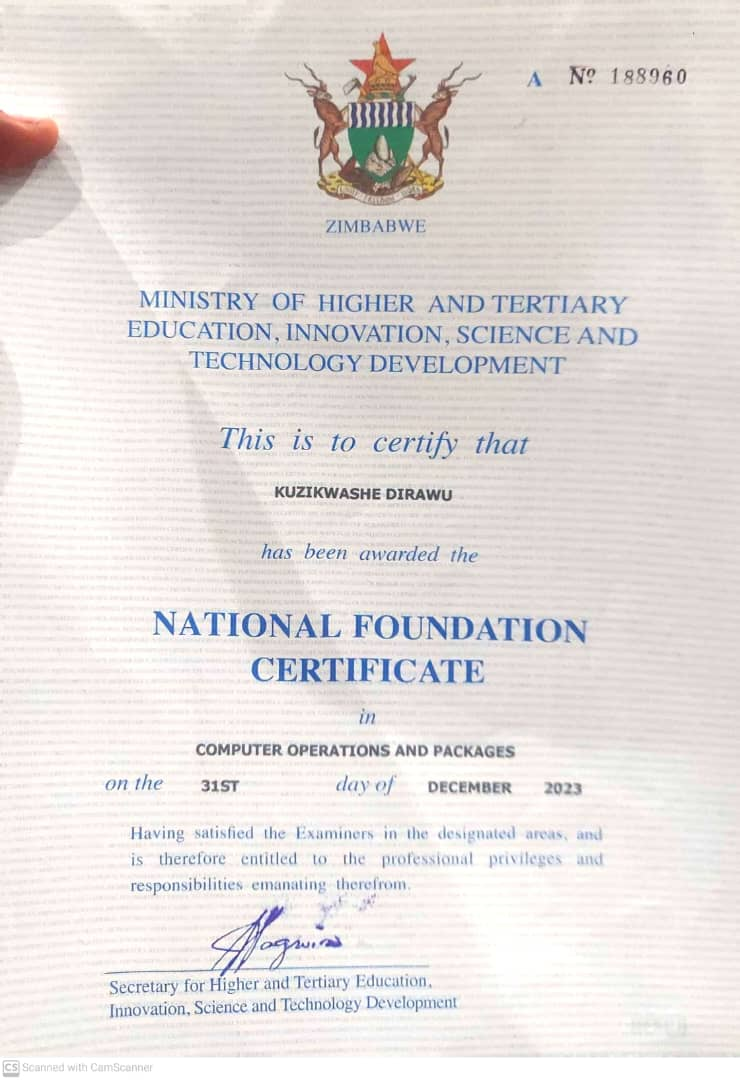 A Nº 188960
ZIMBABWE
MINISTRY OF HIGHER AND TERTIARY
EDUCATION, INNOVATION, SCIENCE AND
TECHNOLOGY DEVELOPMENT
This is to certify that
KUZIKWASHE DIRAWU
has been awarded the
NATIONAL FOUNDATION
CERTIFICATE
in
COMPUTER OPERATIONS AND PACKAGES
on the 31ST day of DECEMBER 2023
Having satisfied the Examiners in the designated areas, and
is therefore entitled to the professional privileges and
responsibilities emanating therefrom.
Secretary for Higher and Tertiary Education,
Innovation, Science and Technology Development
CS Scanned with CamScanner